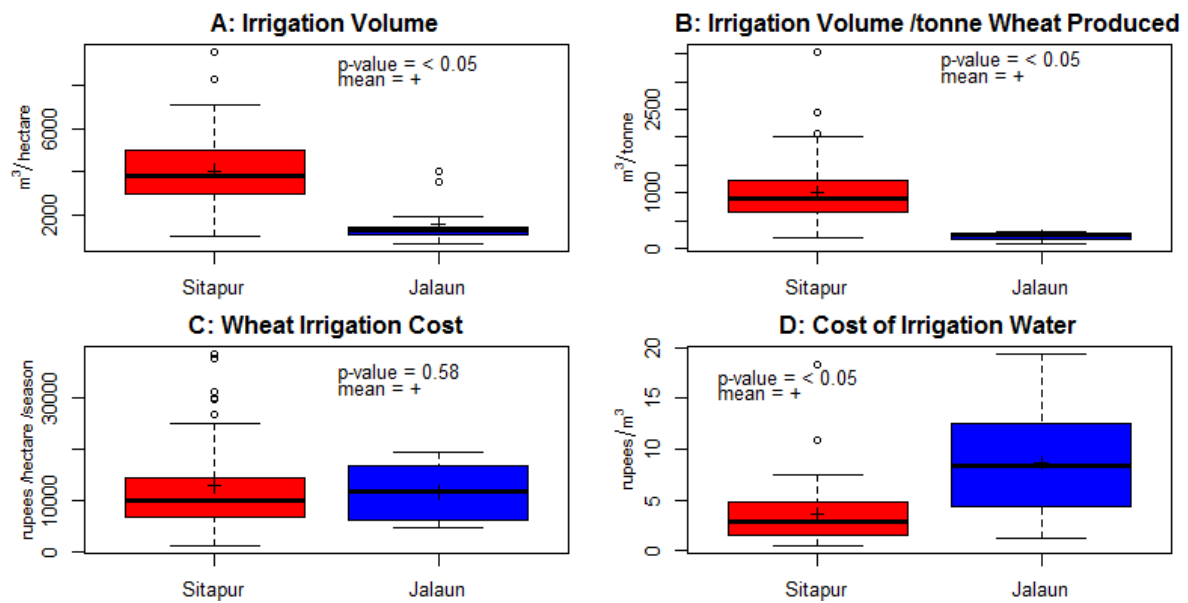 A: Irrigation Volume
p-value = < 0.05
mean = +
m³/hectare
6000
2000
Sitapur
Jalaun
B: Irrigation Volume /tonne Wheat Produced
p-value = < 0.05
mean = +
m³/tonne
2500
1000
0
Sitapur
Jalaun
C: Wheat Irrigation Cost
p-value = 0.58
mean = +
rupees /hectare /season
30000
10000
0
Sitapur
Jalaun
D: Cost of Irrigation Water
p-value = < 0.05
mean = +
rupees/m³
20
15
10
5
0
Sitapur
Jalaun